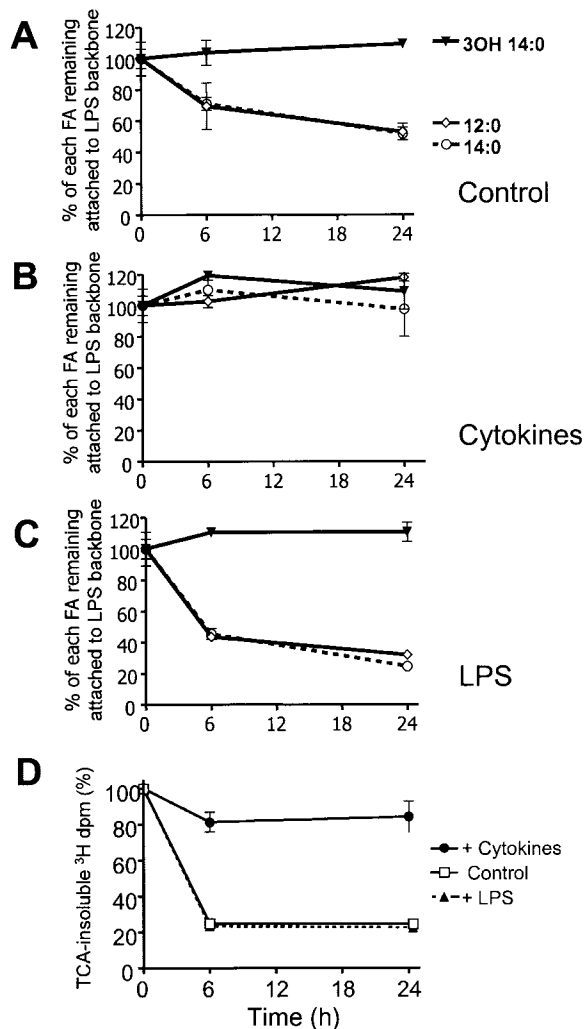 A
% of each FA remaining
attached to LPS backbone
120
100
80
60
40
20
0
0
6
12
18
24
3OH 14:0
12:0
14:0
Control
B
% of each FA remaining
attached to LPS backbone
120
100
80
60
40
20
0
0
6
12
18
24
Cytokines
C
% of each FA remaining
attached to LPS backbone
120
100
80
60
40
20
0
0
6
12
18
24
LPS
D
TCA-insoluble ³H dpm (%)
100
80
60
40
20
0
0
6
12
18
24
Time (h)
+ Cytokines
Control
+ LPS